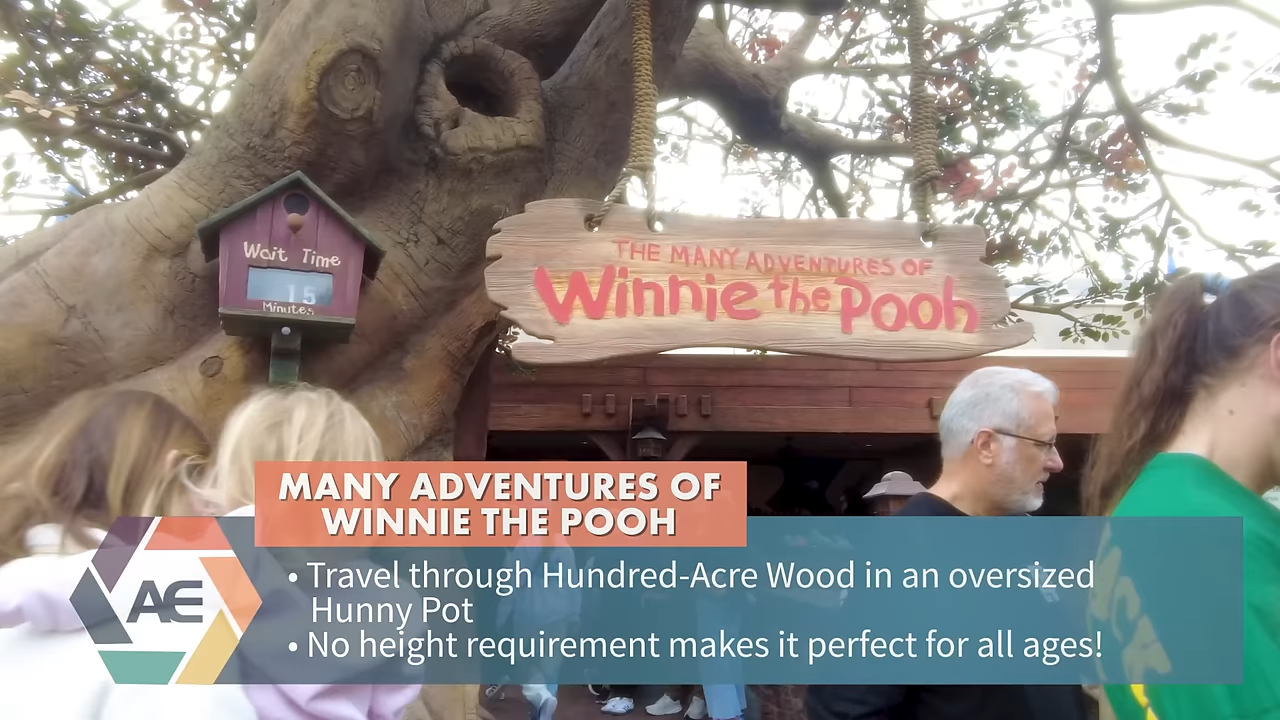 Wait Time
15
Minutes
THE MANY ADVENTURES OF
Winnie the Pooh
MANY ADVENTURES OF
WINNIE THE POOH
AE
• Travel through Hundred-Acre Wood in an oversized
Hunny Pot
• No height requirement makes it perfect for all ages!